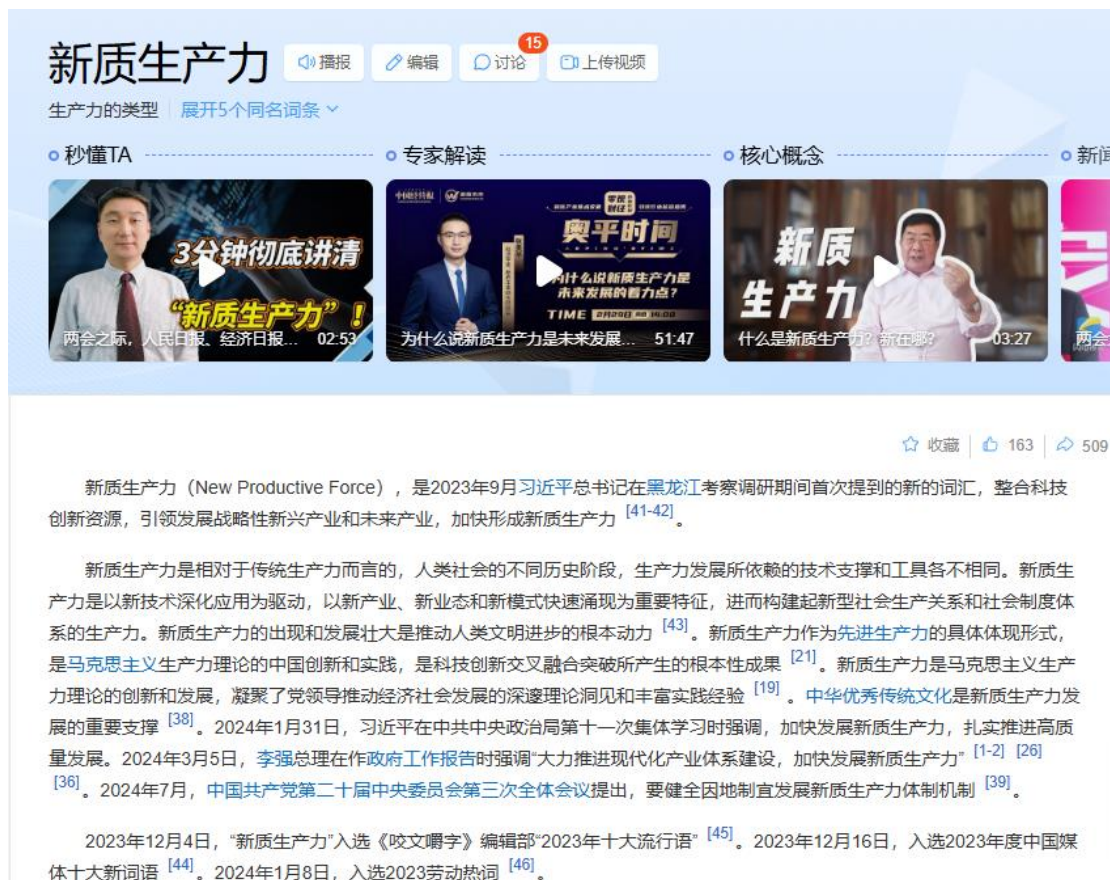 新质生产力 播报 编辑 讨论 15 上传视频
生产力的类型 展开5个同名词条
秒懂TA 专家解读 核心概念
3分钟彻底讲清
“新质生产力”!
两会之际,人民日报、经济日报... 02:53
中国经营报
奥平时间
为什么说新质生产力是
未来发展的着力点?
TIME
为什么说新质生产力是未来发展... 51:47
新质
生产力
什么是新质生产力?新在哪? 03:27
两会
收藏 163 509
新质生产力(New Productive Force),是2023年9月习近平总书记在黑龙江考察调研期间首次提到的新的词汇,整合科技
创新资源,引领发展战略性新兴产业和未来产业,加快形成新质生产力 [41-42]。
新质生产力是相对于传统生产力而言的,人类社会的不同历史阶段,生产力发展所依赖的技术支撑和工具各不相同。新质生
产力是以新技术深化应用为驱动,以新产业、新业态和新模式快速涌现为重要特征,进而构建起新型社会生产关系和社会制度体
系的生产力。新质生产力的出现和发展壮大是推动人类文明进步的根本动力 [43]。新质生产力作为先进生产力的具体体现形式,
是马克思主义生产力理论的中国创新和实践,是科技创新交叉融合突破所产生的根本性成果 [21]。新质生产力是马克思主义生产
力理论的创新和发展,凝聚了党领导推动经济社会发展的深邃理论洞见和丰富实践经验 [19] 。中华优秀传统文化是新质生产力发
展的重要支撑 [38]。2024年1月31日,习近平在中共中央政治局第十一次集体学习时强调,加快发展新质生产力,扎实推进高质
量发展。2024年3月5日,李强总理在作政府工作报告时强调“大力推进现代化产业体系建设,加快发展新质生产力” [1-2] [26]
[36]。2024年7月,中国共产党第二十届中央委员会第三次全体会议提出,要健全因地制宜发展新质生产力体制机制 [39]。
2023年12月4日,“新质生产力”入选《咬文嚼字》编辑部“2023年十大流行语” [45]。2023年12月16日,入选2023年度中国媒
体十大新词语 [44]。2024年1月8日,入选2023劳动热词 [46]。